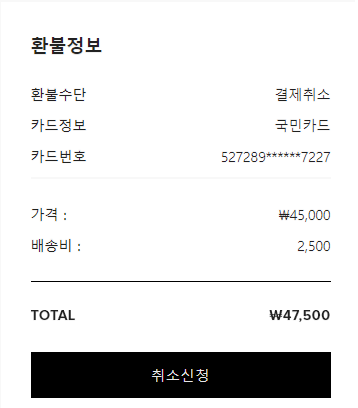 환불정보
환불수단 결제취소
카드정보 국민카드
카드번호 527289******7227
가격 : ₩45,000
배송비 : 2,500
TOTAL ₩47,500
취소신청